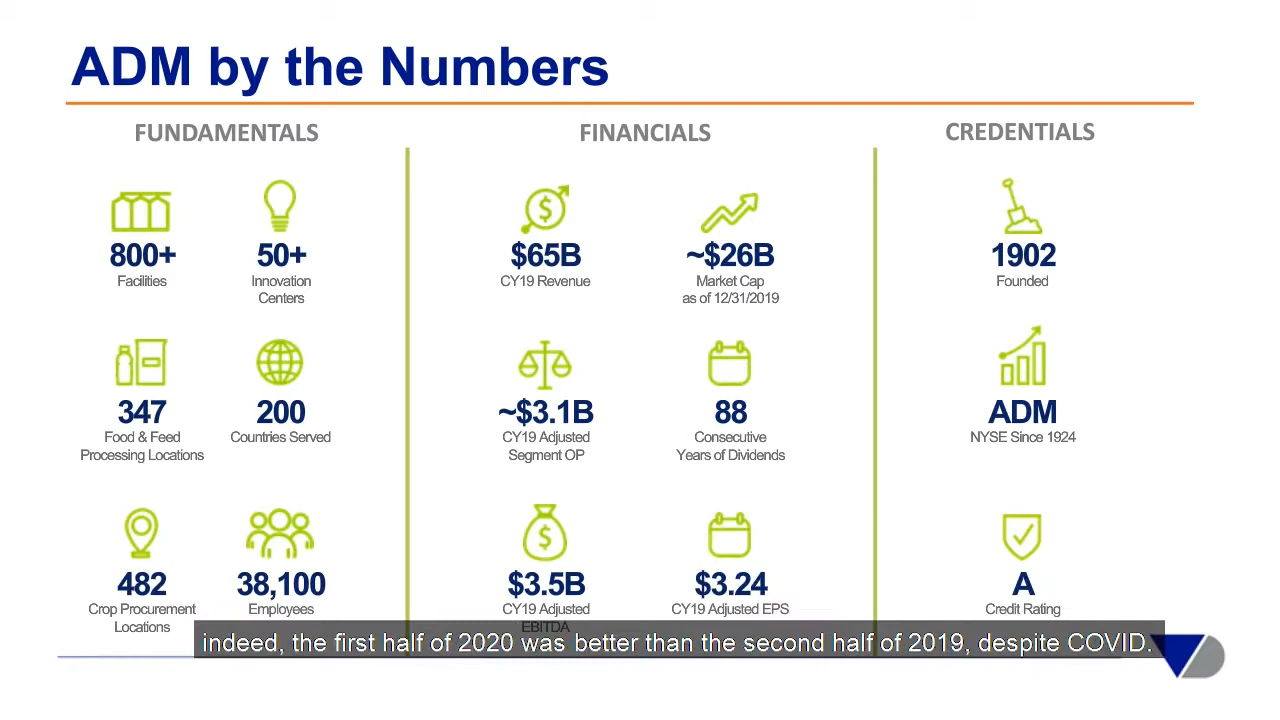 ADM by the Numbers
FUNDAMENTALS
800+
Facilities
50+
Innovation
Centers
347
Food & Feed
Processing Locations
200
Countries Served
482
Crop Procurement
Locations
38,100
Employees
FINANCIALS
$
$65B
CY19 Revenue
~$26B
Market Cap
as of 12/31/2019
~$3.1B
CY19 Adjusted
Segment OP
88
Consecutive
Years of Dividends
$
$3.5B
CY19 Adjusted
EBITDA
$3.24
CY19 Adjusted EPS
CREDENTIALS
1902
Founded
ADM
NYSE Since 1924
A
Credit Rating
indeed, the first half of 2020 was better than the second half of 2019, despite COVID.